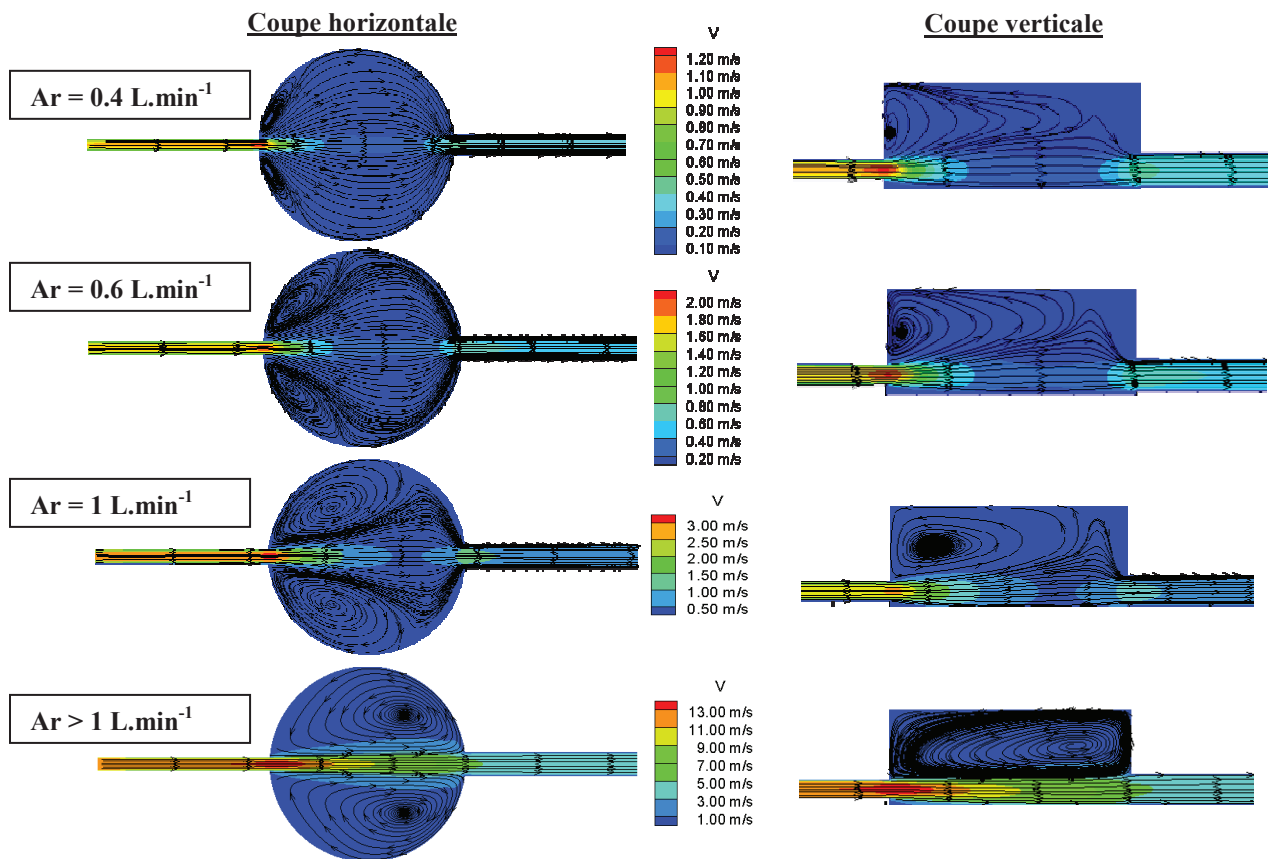 Coupe horizontale
Coupe verticale
Ar = 0.4 L.min⁻¹
V
1.20 m/s
1.10 m/s
1.00 m/s
0.90 m/s
0.80 m/s
0.70 m/s
0.60 m/s
0.50 m/s
0.40 m/s
0.30 m/s
0.20 m/s
0.10 m/s
Ar = 0.6 L.min⁻¹
V
2.00 m/s
1.80 m/s
1.60 m/s
1.40 m/s
1.20 m/s
1.00 m/s
0.80 m/s
0.60 m/s
0.40 m/s
0.20 m/s
Ar = 1 L.min⁻¹
V
3.00 m/s
2.50 m/s
2.00 m/s
1.50 m/s
1.00 m/s
0.50 m/s
Ar > 1 L.min⁻¹
V
13.00 m/s
11.00 m/s
9.00 m/s
7.00 m/s
5.00 m/s
3.00 m/s
1.00 m/s